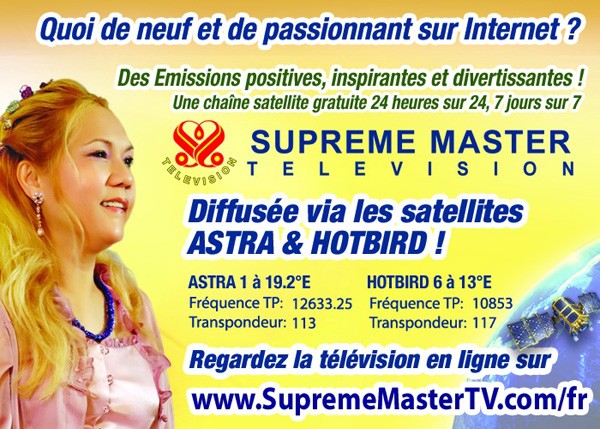 Quoi de neuf et de passionnant sur Internet ?
Des Emissions positives, inspirantes et divertissantes !
Une chaîne satellite gratuite 24 heures sur 24, 7 jours sur 7
TELEVISION
SUPREME MASTER
TELEVISION
Diffusée via les satellites
ASTRA & HOTBIRD !
ASTRA 1 à 19.2°E
Fréquence TP: 12633.25
Transpondeur: 113
HOTBIRD 6 à 13°E
Fréquence TP: 10853
Transpondeur: 117
Regardez la télévision en ligne sur
www.SupremeMasterTV.com/fr